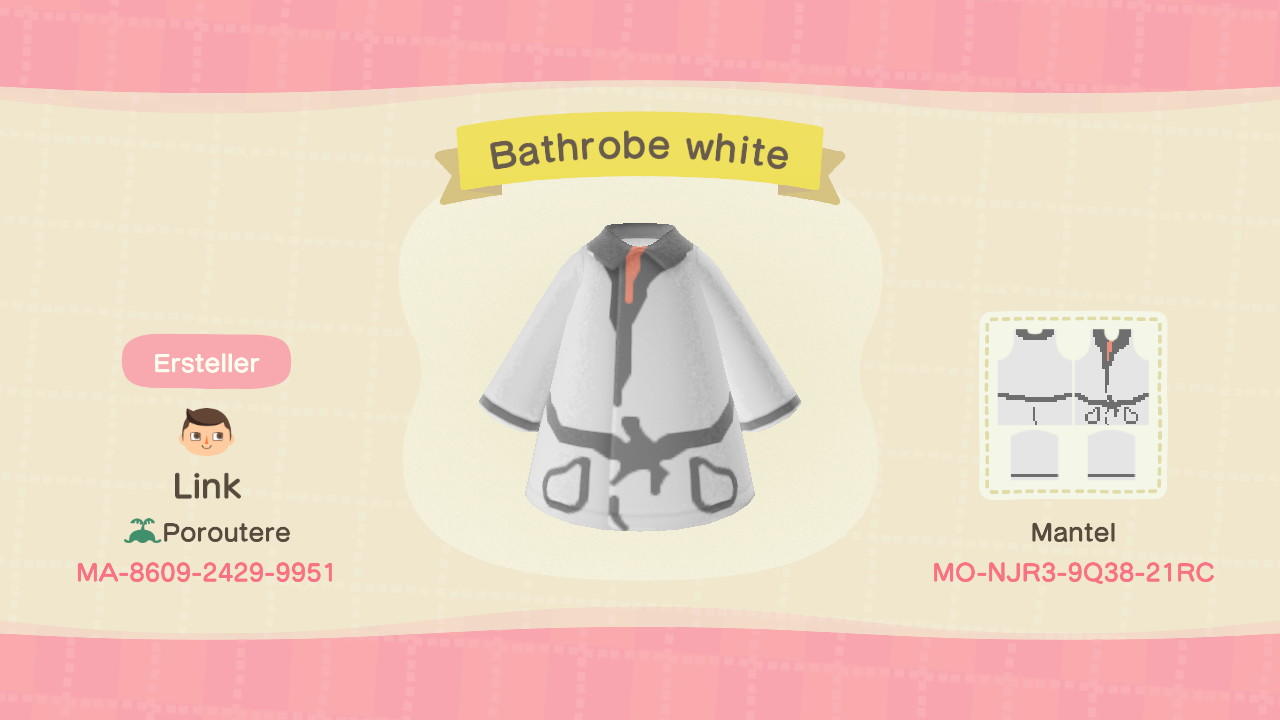 Bathrobe white
Ersteller
Link
Poroutere
MA-8609-2429-9951
Mantel
MO-NJR3-9Q38-21RC